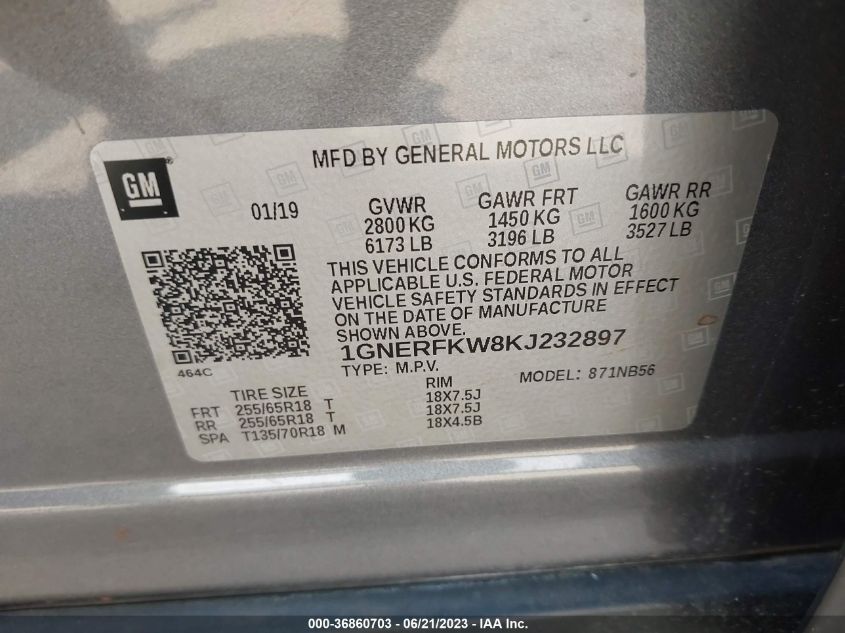 MFD BY GENERAL MOTORS LLC
GM
01/19
GVWR
2800 KG
6173 LB
GAWR FRT
1450 KG
3196 LB
GAWR RR
1600 KG
3527 LB
THIS VEHICLE CONFORMS TO ALL
APPLICABLE U.S. FEDERAL MOTOR
VEHICLE SAFETY STANDARDS IN EFFECT
ON THE DATE OF MANUFACTURE
SHOWN ABOVE.
464C
1GNERFKW8KJ232897
TYPE: M.P.V.
MODEL: 871NB56
TIRE SIZE RIM
FRT 255/65R18 T 18X7.5J
RR 255/65R18 T 18X7.5J
SPA T135/70R18 M 18X4.5B
000-36860703 - 06/21/2023 - IAA Inc.